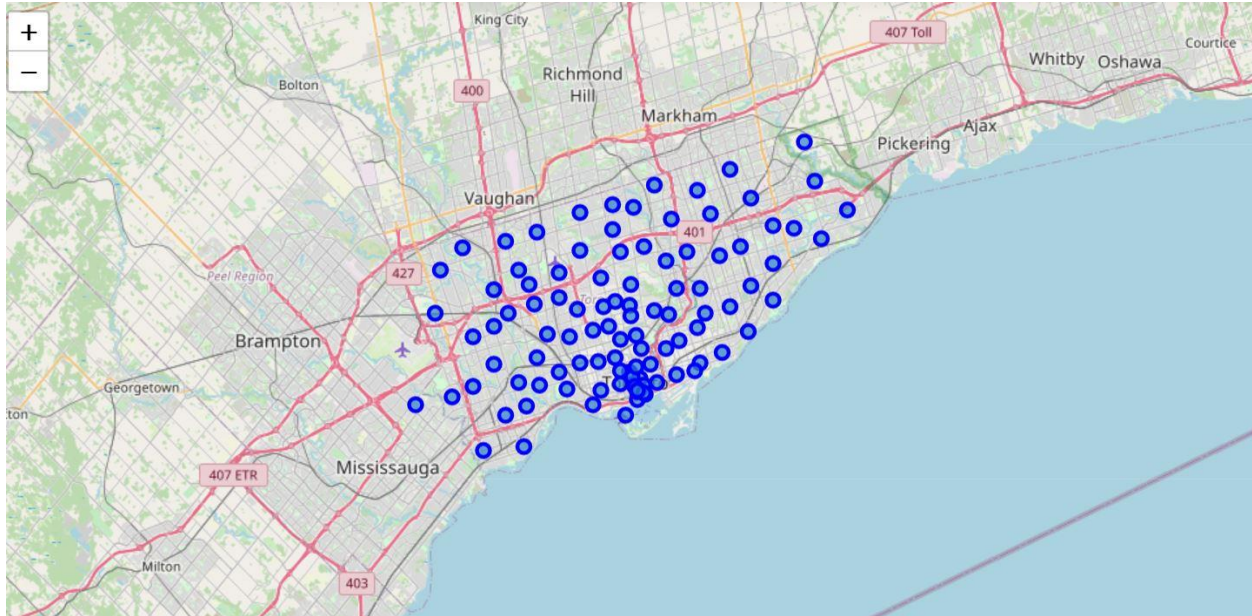 +
−
King City
407 Toll
Courtice
Whitby
Oshawa
Richmond
Hill
Bolton
400
Markham
Ajax
Pickering
Vaughan
401
427
Peel Region
Brampton
Georgetown
Mississauga
407 ETR
Milton
403